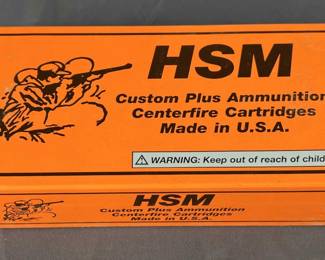 HSM
Custom Plus Ammunition
Centerfire Cartridges
Made in U.S.A.
WARNING: Keep out of reach of child
HSM
Custom Plus Ammunition
Centerfire Cartridges
Made in U.S.A.